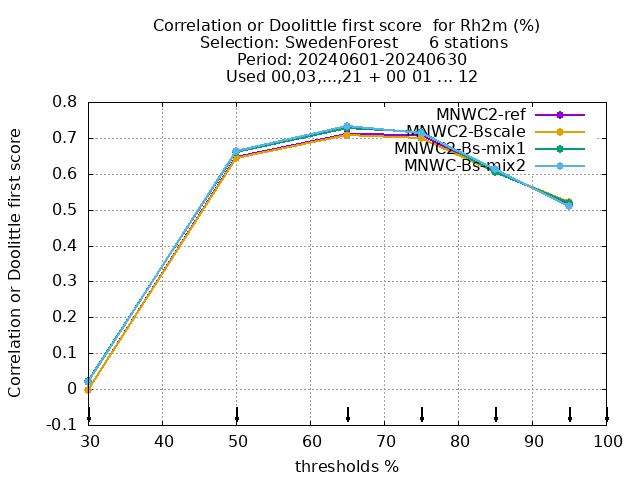 Correlation or Doolittle first score  for Rh2m (%)
Selection: SwedenForest      6 stations
Period: 20240601-20240630
Used 00,03,...,21 + 00 01 ... 12
MNWC2-ref
MNWC2-Bscale
MNWC2-Bs-mix1
MNWC-Bs-mix2
Correlation or Doolittle first score
0.8
0.7
0.6
0.5
0.4
0.3
0.2
0.1
0
-0.1
30 40 50 60 70 80 90 100
thresholds %